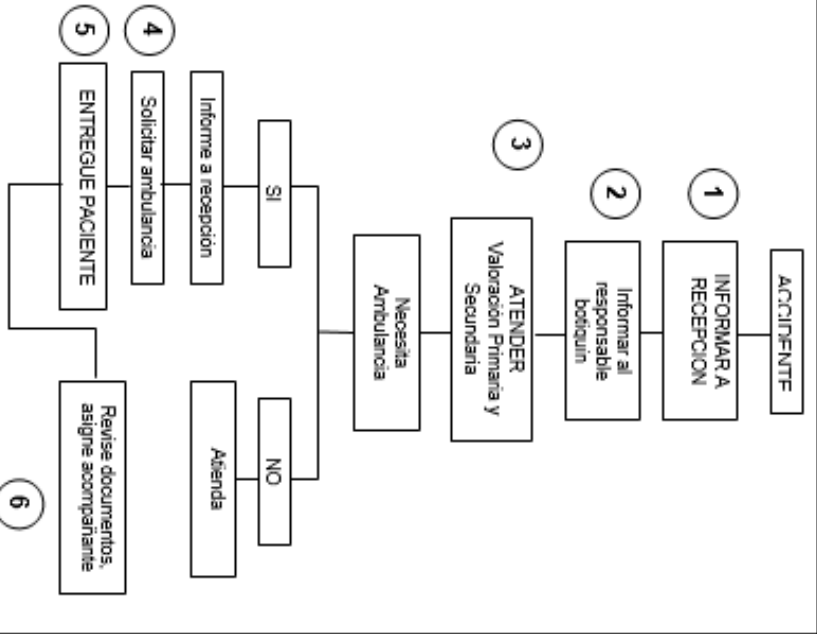 ACCIDENTE
1
INFORMAR A
RECEPCION
2
Informar al
responsable
botiquín
3
ATENDER
Valoración Primaria y
Secundaria
Necesita
Ambulancia
SI
NO
Informe a recepción
Atienda
4
Solicitar ambulancia
5
ENTREGUE PACIENTE
Revise documentos,
asigne acompañante
6